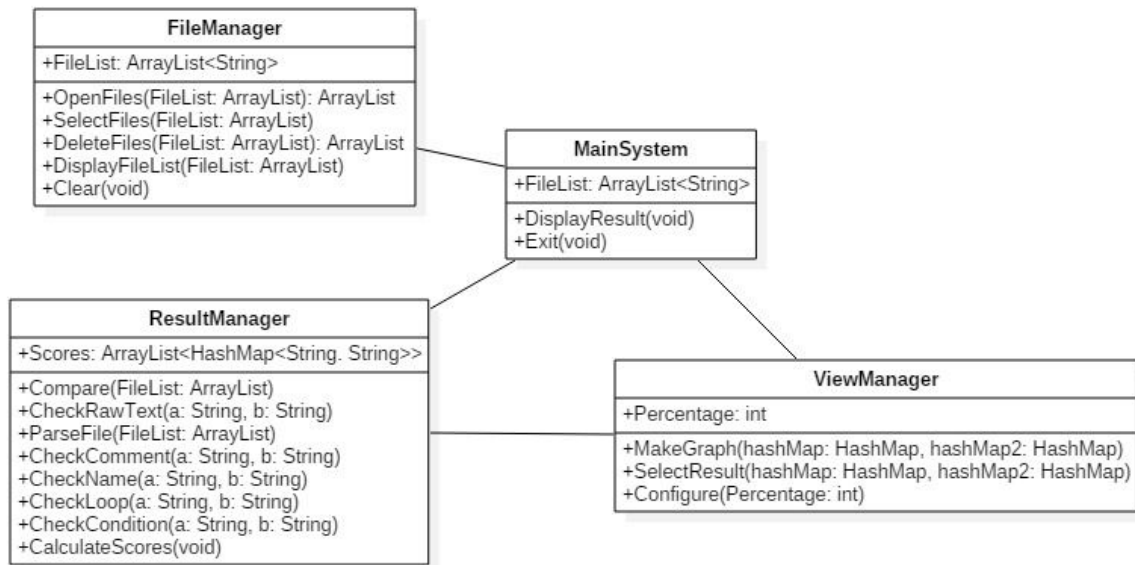 FileManager
+FileList: ArrayList<String>
+OpenFiles(FileList: ArrayList): ArrayList
+SelectFiles(FileList: ArrayList)
+DeleteFiles(FileList: ArrayList): ArrayList
+DisplayFileList(FileList: ArrayList)
+Clear(void)
MainSystem
+FileList: ArrayList<String>
+DisplayResult(void)
+Exit(void)
ResultManager
+Scores: ArrayList<HashMap<String. String>>
+Compare(FileList: ArrayList)
+CheckRawText(a: String, b: String)
+ParseFile(FileList: ArrayList)
+CheckComment(a: String, b: String)
+CheckName(a: String, b: String)
+CheckLoop(a: String, b: String)
+CheckCondition(a: String, b: String)
+CalculateScores(void)
ViewManager
+Percentage: int
+MakeGraph(hashMap: HashMap, hashMap2: HashMap)
+SelectResult(hashMap: HashMap, hashMap2: HashMap)
+Configure(Percentage: int)